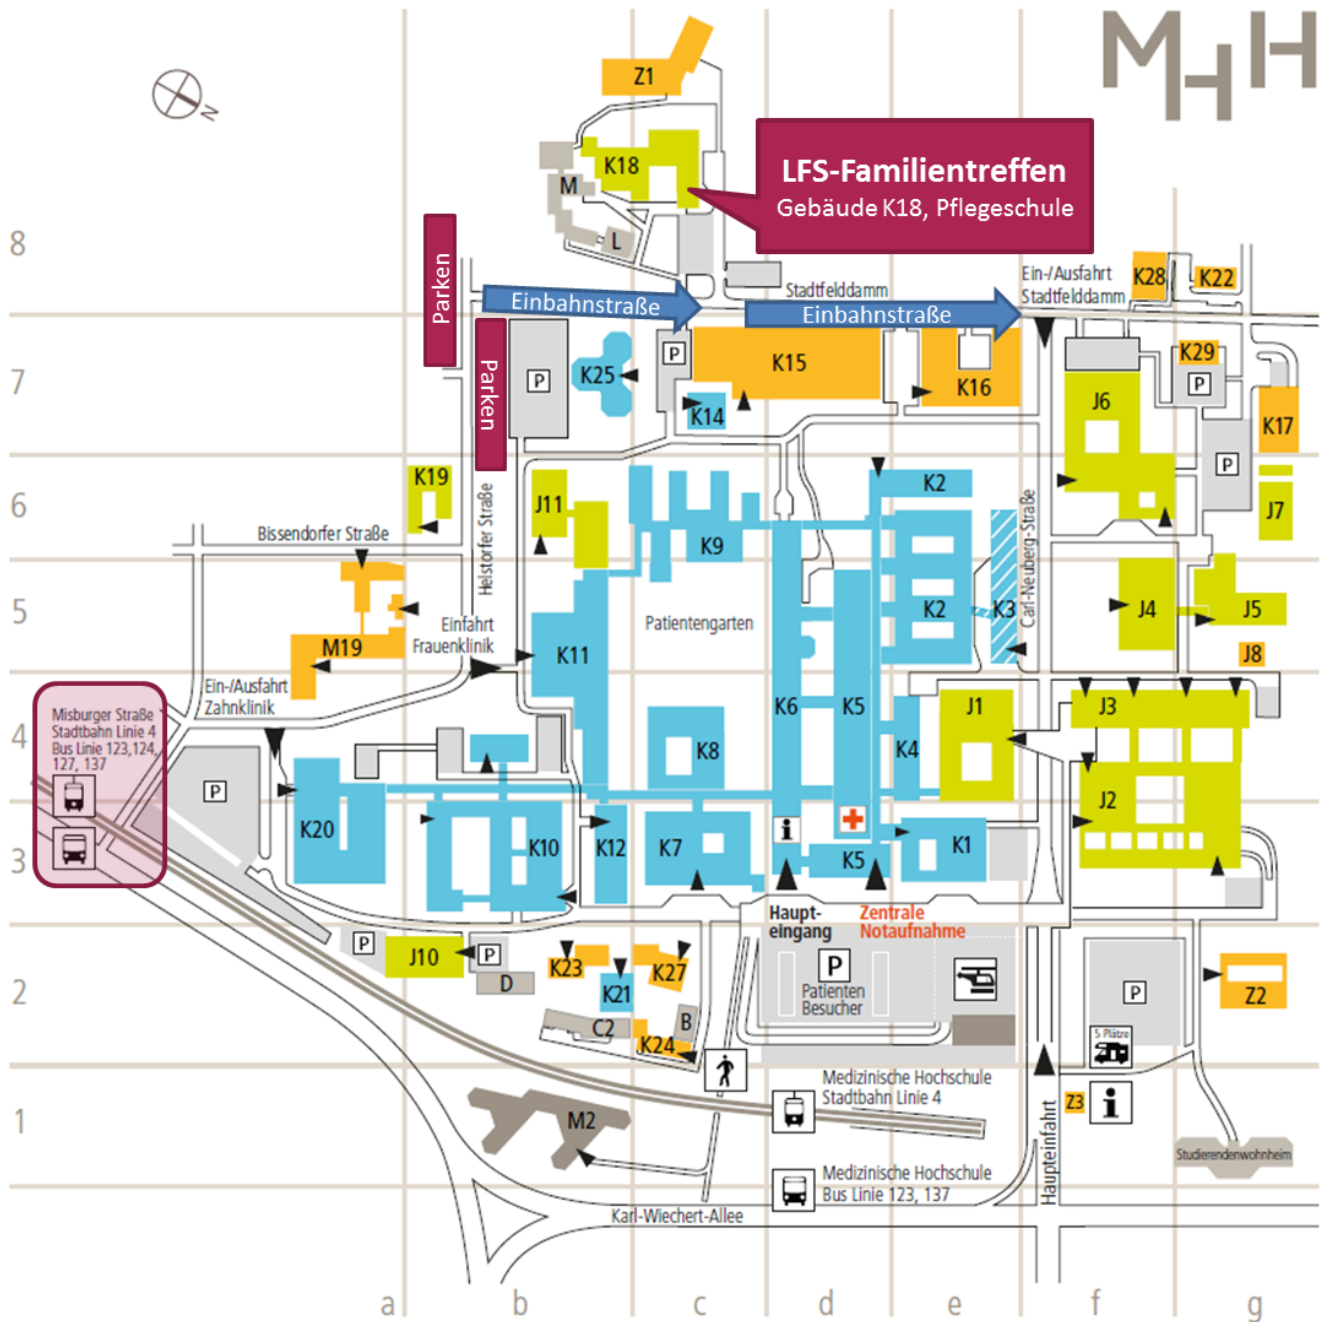 MHH
N
Z1
K18
M
L
LFS-Familientreffen
Gebäude K18, Pflegeschule
8
Parken
Einbahnstraße
Stadtfelddamm
Einbahnstraße
Ein-/Ausfahrt
Stadtfelddamm
K28
K22
7
Parken
P
K25
P
K15
K14
K16
J6
K29
P
K17
6
K19
Bissendorfer Straße
Helstorfer Straße
J11
K9
K2
Carl-Neuberg-Straße
P
J7
5
M19
Einfahrt
Frauenklinik
K11
Patientengarten
K2
K3
J4
J5
J8
4
Misburger Straße
Stadtbahn Linie 4
Bus Linie 123,124,
127, 137
Ein-/Ausfahrt
Zahnklinik
P
K8
K6
K5
K4
J1
J3
J2
3
K20
K10
K12
K7
i
K5
K1
Haupt-
eingang
Zentrale
Notaufnahme
2
P
J10
P
D
K23
K21
K27
C2
B
K24
P
Patienten
Besucher
P
5 Plätze
Z2
1
M2
Medizinische Hochschule
Stadtbahn Linie 4
Medizinische Hochschule
Bus Linie 123, 137
Haupteinfahrt
Z3
i
Studierendenwohnheim
Karl-Wiechert-Allee
a
b
c
d
e
f
g